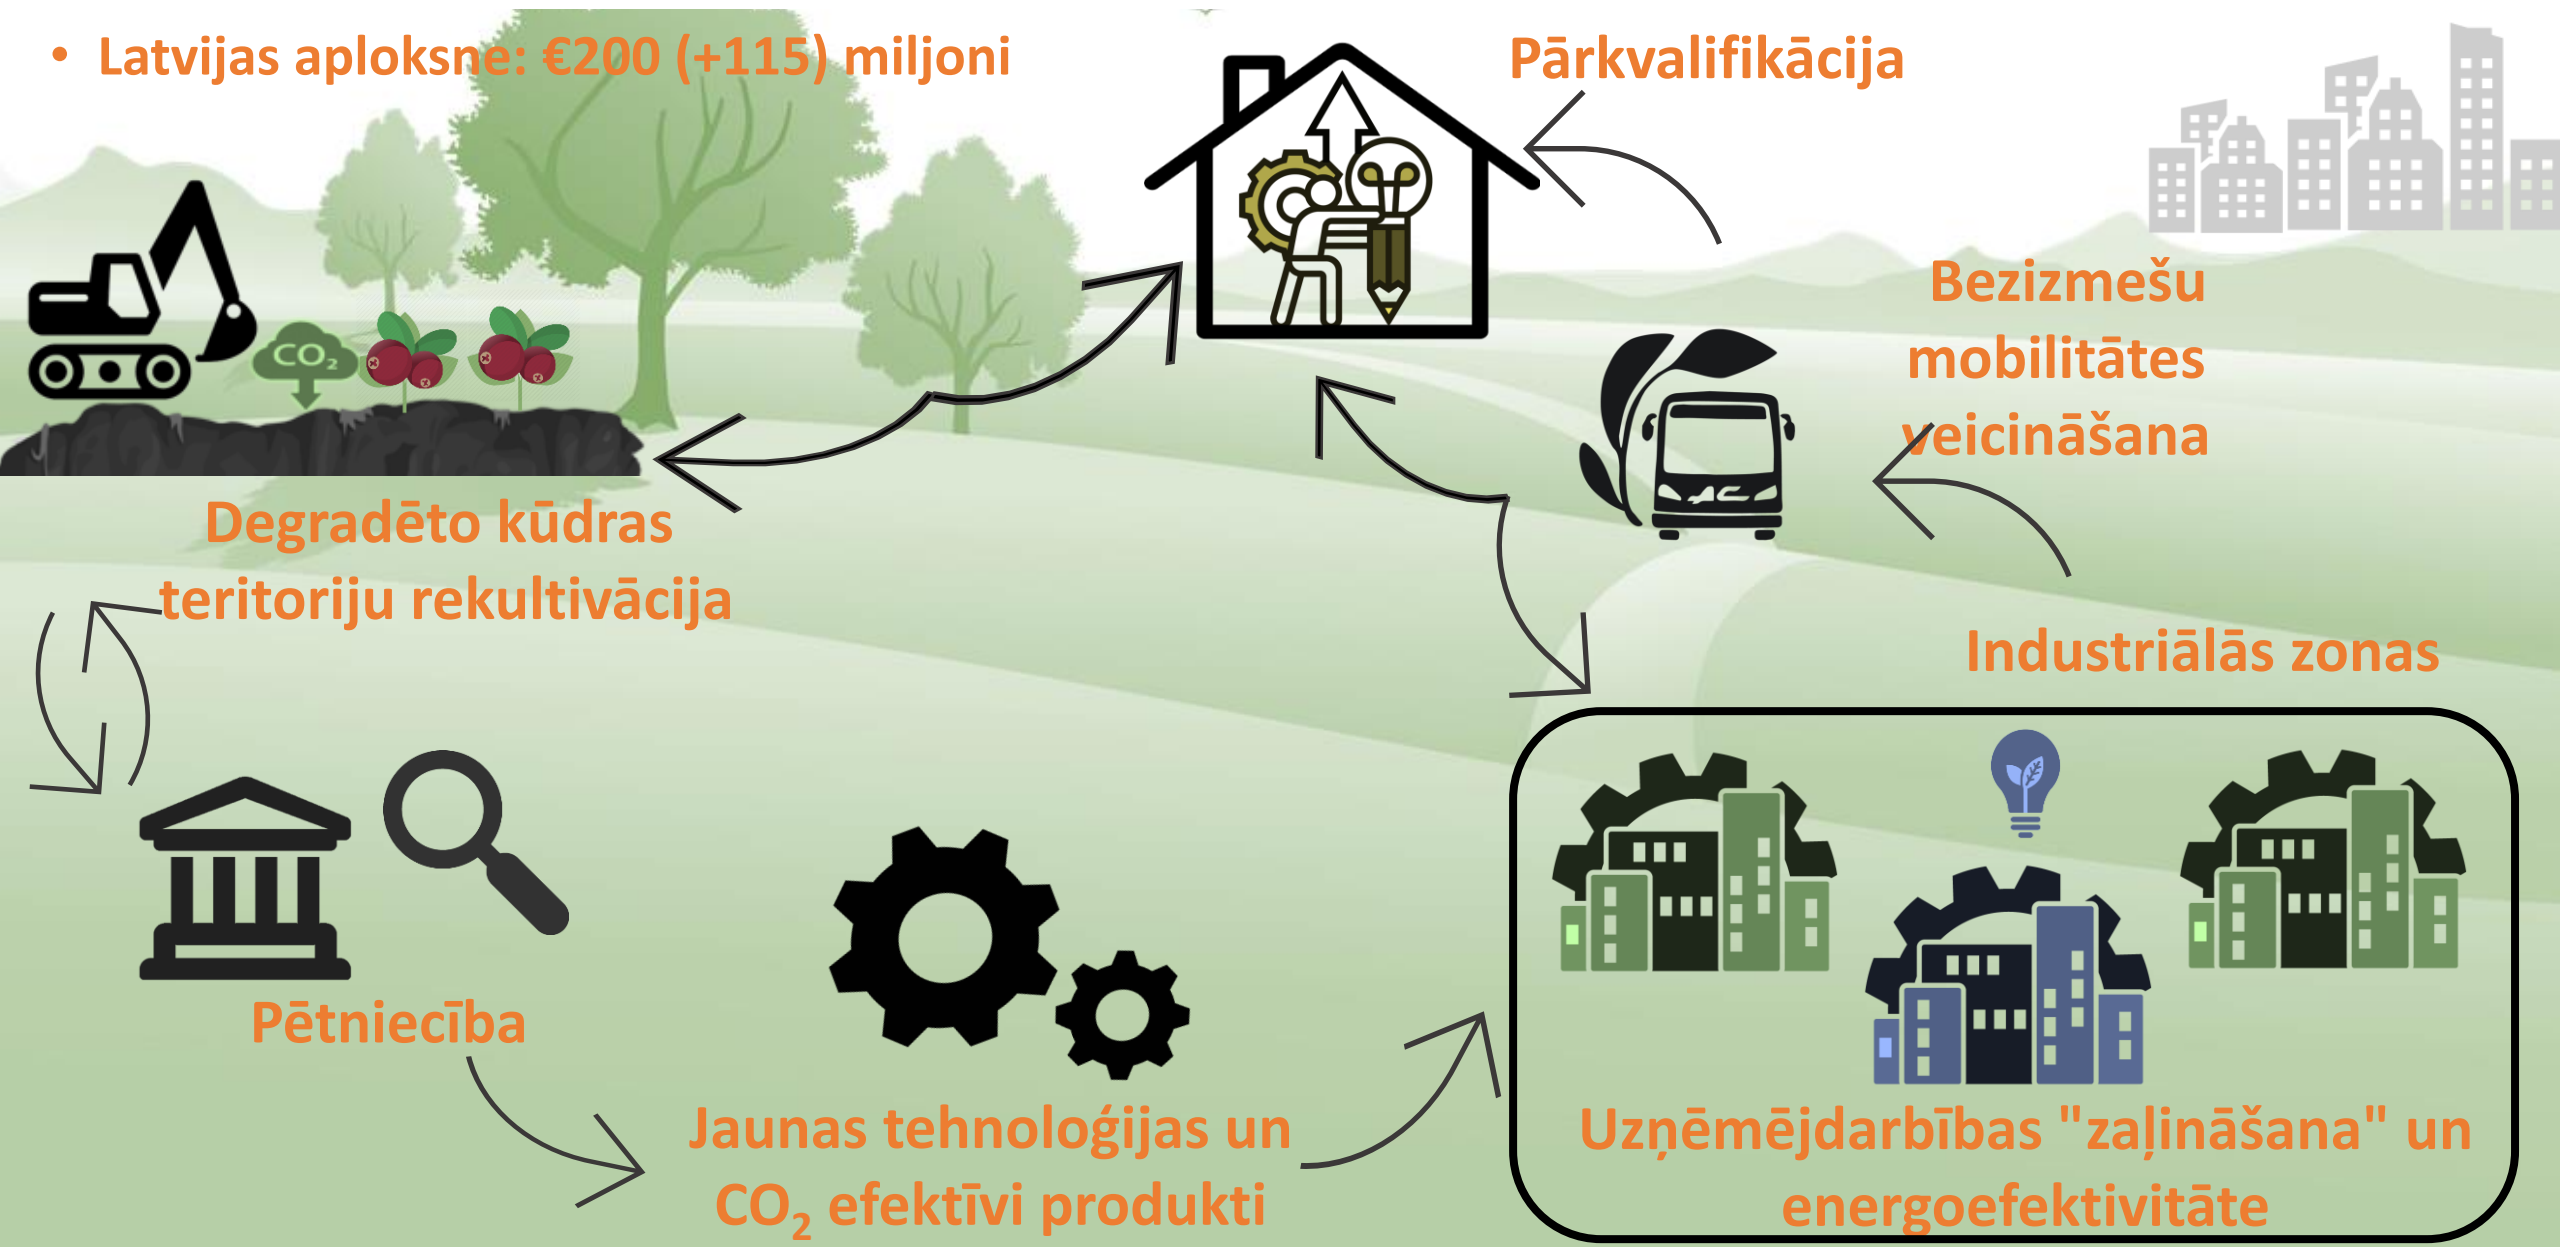 • Latvijas aploksne: €200 (+115) miljoni
Pārkvalifikācija
Bezizmešu
mobilitātes
veicināšana
CO₂
Degradēto kūdras
teritoriju rekultivācija
Industriālās zonas
Pētniecība
Jaunas tehnoloģijas un
CO₂ efektīvi produkti
Uzņēmējdarbības "zaļināšana" un
energoefektivitāte